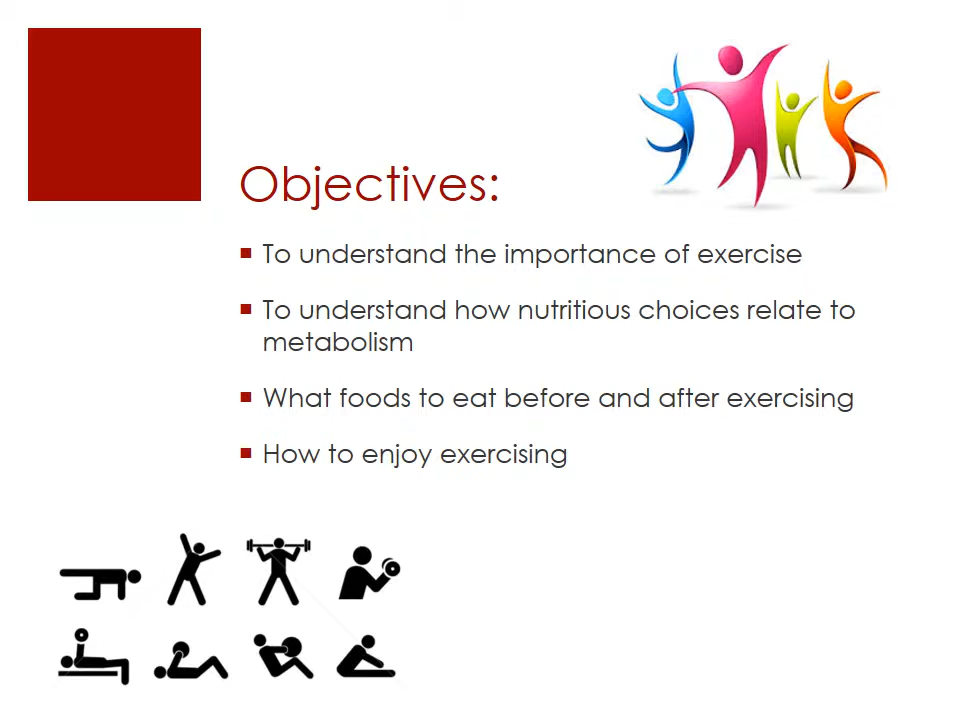 Objectives:
To understand the importance of exercise
To understand how nutritious choices relate to
metabolism
What foods to eat before and after exercising
How to enjoy exercising